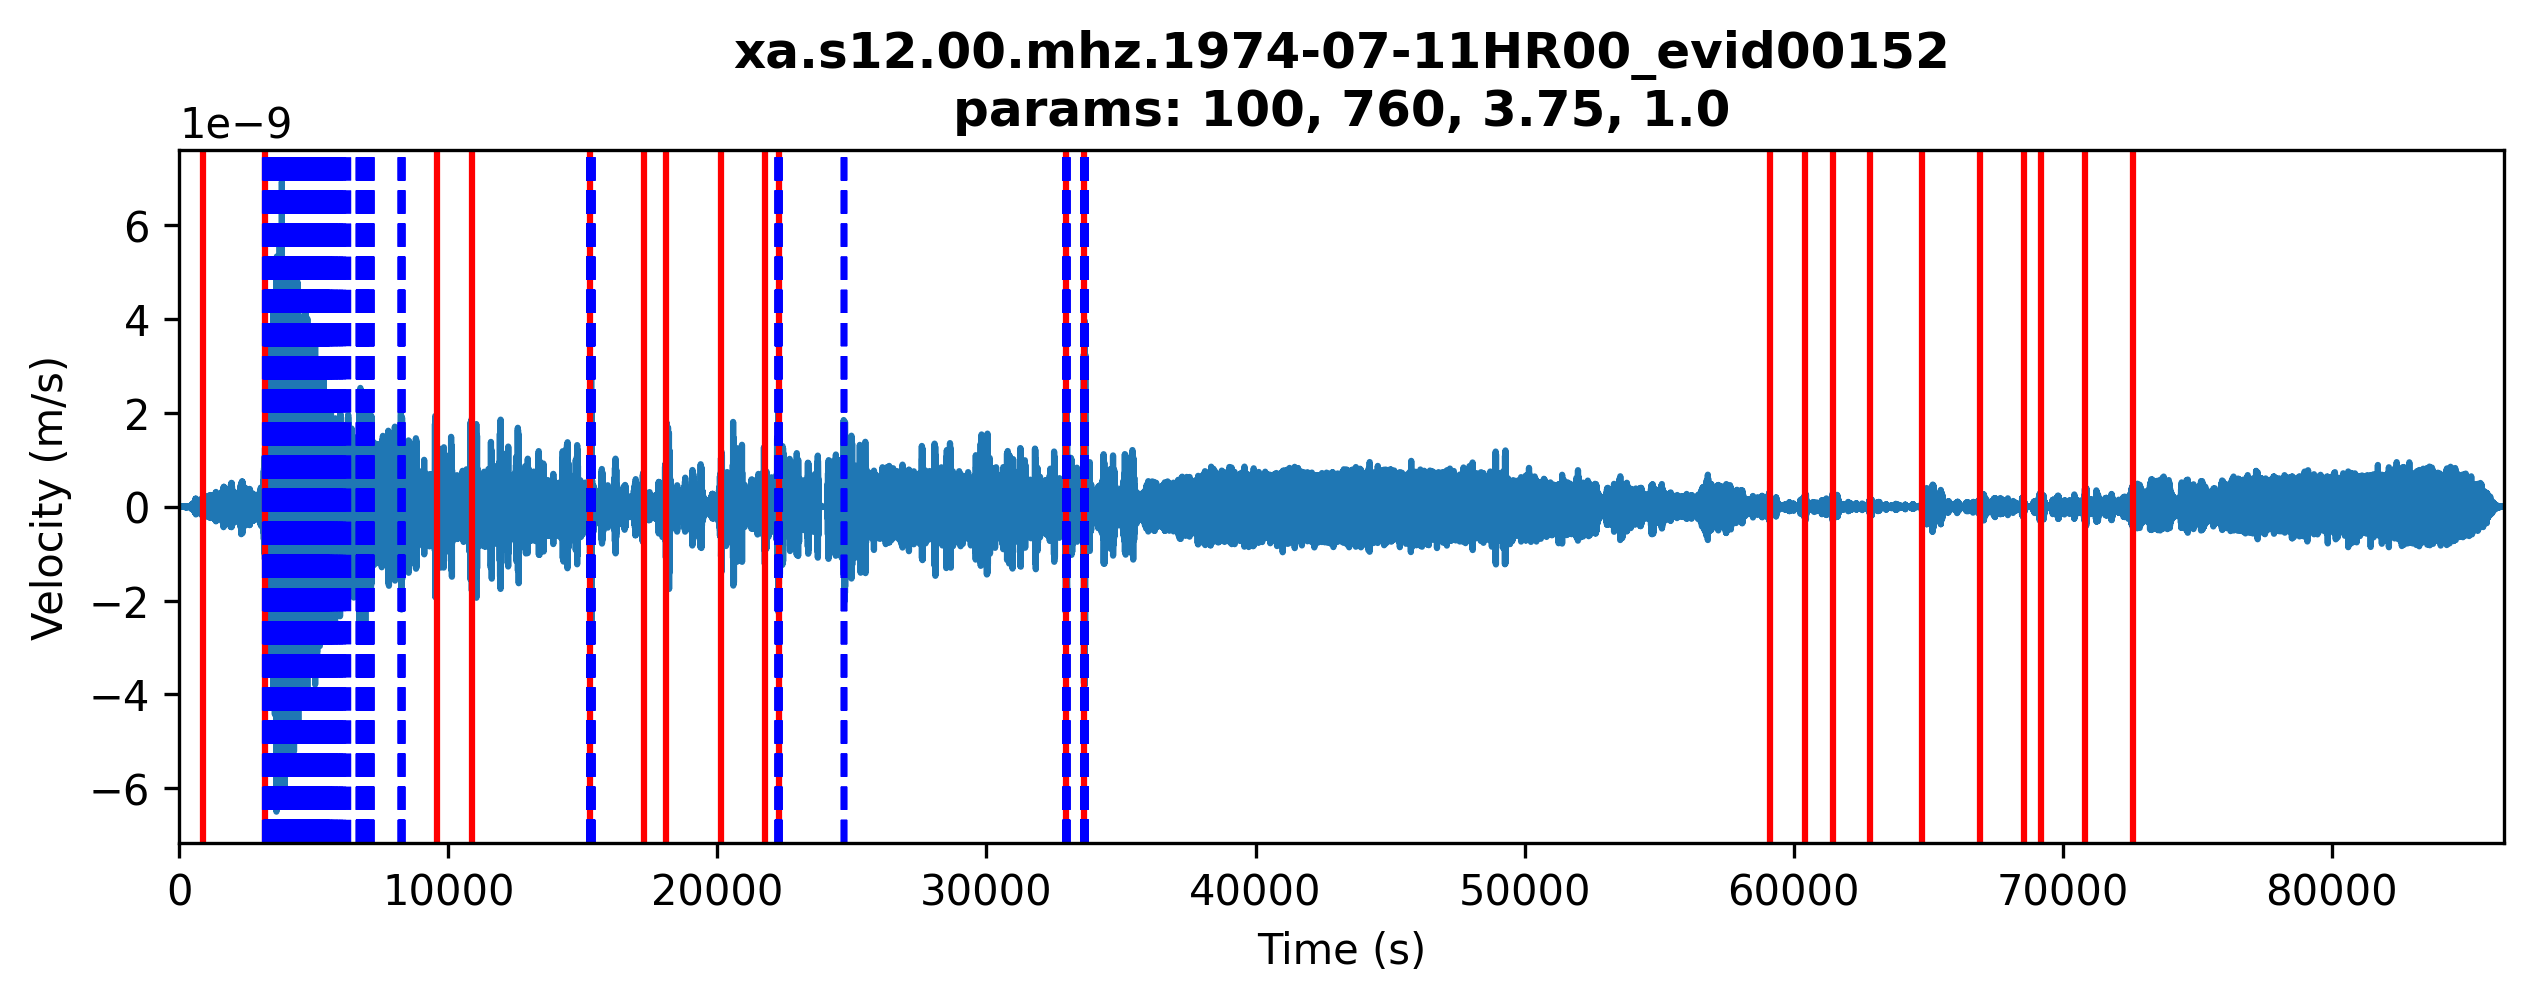 xa.s12.00.mhz.1974-07-11HR00_evid00152
params: 100, 760, 3.75, 1.0
1e−9
6
4
2
0
−2
−4
−6
Velocity (m/s)
0 10000 20000 30000 40000 50000 60000 70000 80000
Time (s)